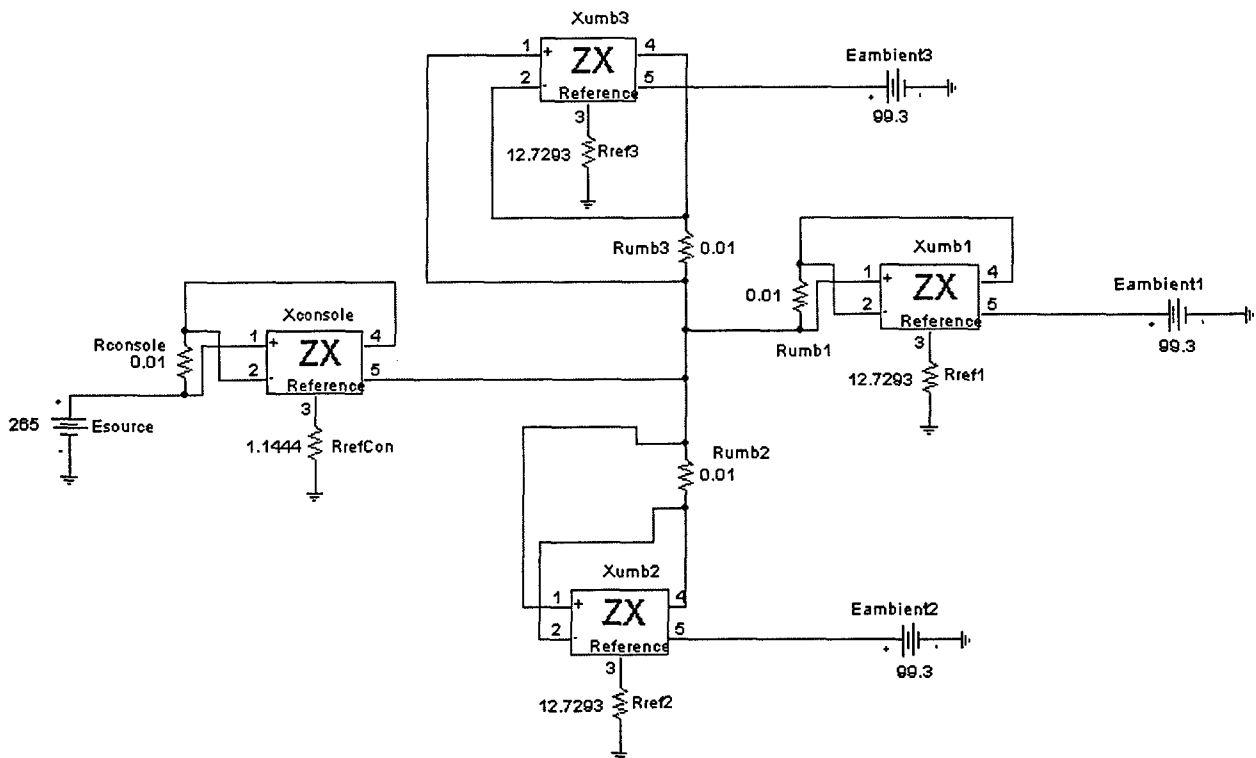 Xumb3
1
+
ZX
4
2
-
Reference
5
3
12.7293
Rref3
Eambient3
+
-
99.3
Rumb3
0.01
Xumb1
1
+
ZX
4
2
-
Reference
5
3
12.7293
Rref1
0.01
Rumb1
Eambient1
+
-
99.3
Xconsole
1
+
ZX
4
2
-
Reference
5
3
1.1444
RrefCon
Rconsole
0.01
+
265
Esource
-
Rumb2
0.01
Xumb2
1
+
ZX
4
2
-
Reference
5
3
12.7293
Rref2
Eambient2
+
-
99.3